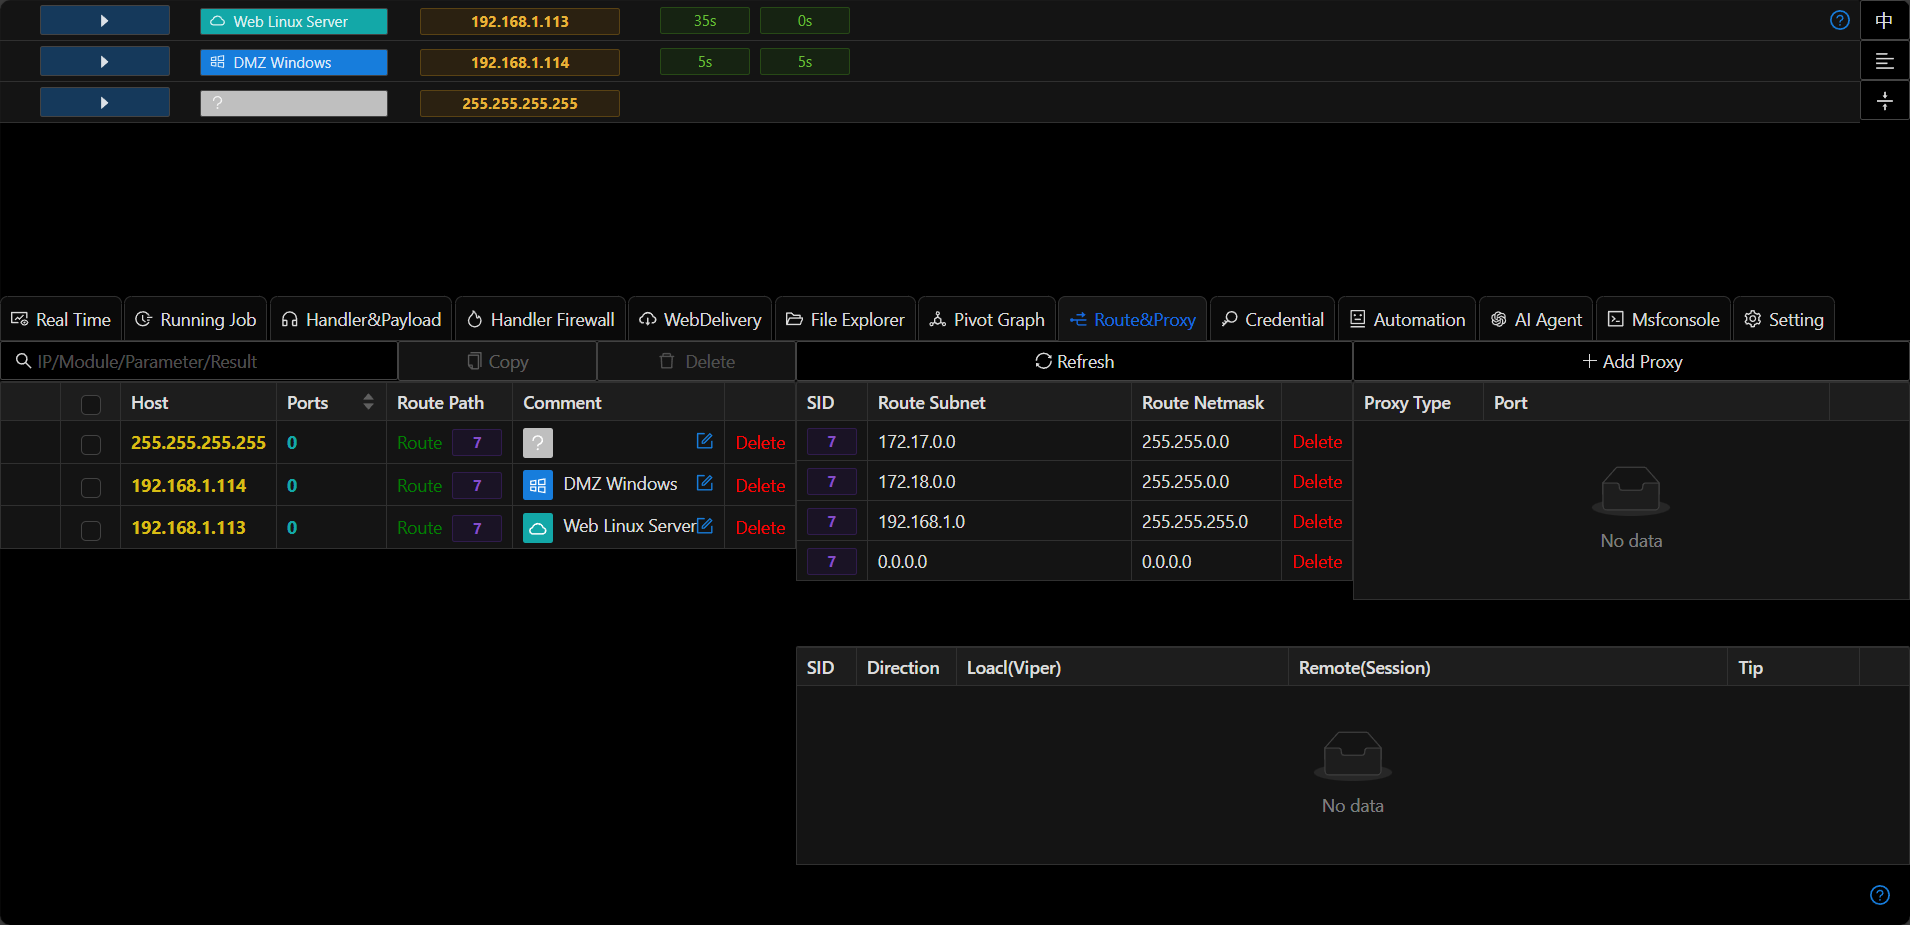 Web Linux Server 192.168.1.113 35s 0s ? 中
DMZ Windows 192.168.1.114 5s 5s
? 255.255.255.255
Real Time Running Job Handler&Payload Handler Firewall WebDelivery File Explorer Pivot Graph Route&Proxy Credential Automation AI Agent Msfconsole Setting
IP/Module/Parameter/Result Copy Delete Refresh + Add Proxy
Host Ports Route Path Comment
255.255.255.255 0 Route 7 ? Delete
192.168.1.114 0 Route 7 DMZ Windows Delete
192.168.1.113 0 Route 7 Web Linux Server Delete
SID Route Subnet Route Netmask
7 172.17.0.0 255.255.0.0 Delete
7 172.18.0.0 255.255.0.0 Delete
7 192.168.1.0 255.255.255.0 Delete
7 0.0.0.0 0.0.0.0 Delete
Proxy Type Port
No data
SID Direction Loacl(Viper) Remote(Session) Tip
No data
?